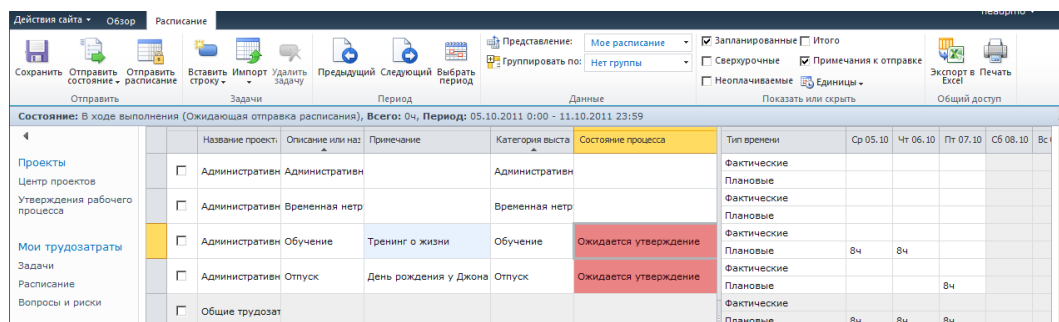 Действия сайта Обзор Расписание
Представление: Мое расписание Запланированные Итого
Группировать по: Нет группы Сверхурочные Примечания к отправке
Сохранить Отправить состояние Отправить расписание Вставить строку Импорт Удалить задачу Предыдущий Следующий Выбрать период Неоплачиваемые Единицы Экспорт в Excel Печать
Отправить Задачи Период Данные Показать или скрыть Общий доступ
Состояние: В ходе выполнения (Ожидающая отправка расписания), Всего: 0ч, Период: 05.10.2011 0:00 - 11.10.2011 23:59
Название проекта Описание или наз Примечание Категория выста Состояние процесса Тип времени Ср 05.10 Чт 06.10 Пт 07.10 Сб 08.10 Вс
Проекты
Центр проектов
Утверждения рабочего
процесса
Мои трудозатраты
Задачи
Расписание
Вопросы и риски
Административн Административн Административн Фактические
Плановые
Административн Временная нетр Временная нетр Фактические
Плановые
Административн Обучение Тренинг о жизни Обучение Ожидается утверждение Фактические
Плановые 8ч 8ч
Административн Отпуск День рождения у Джона Отпуск Ожидается утверждение Фактические
Плановые 8ч
Общие трудозат Фактические
Плановые 8ч 8ч 8ч